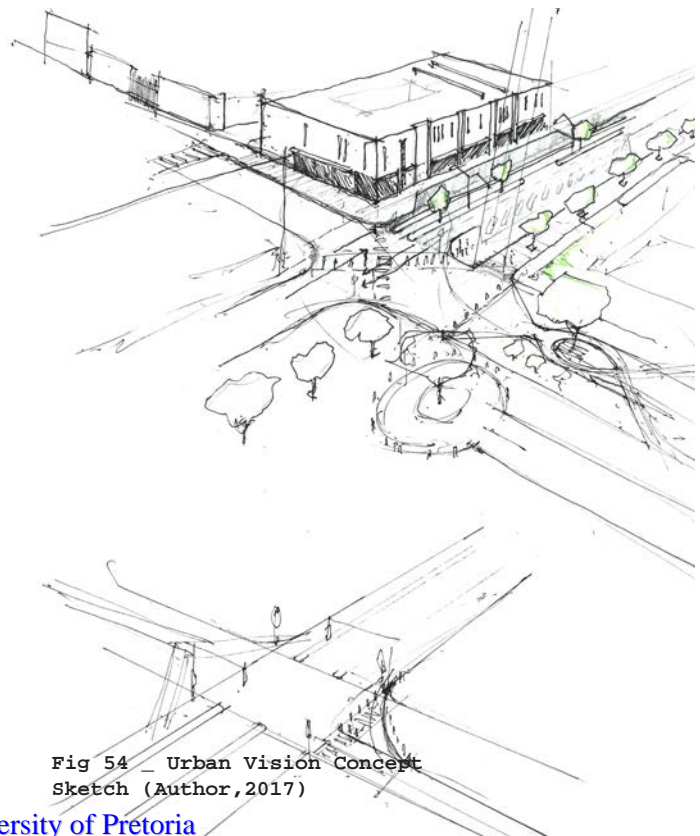 Fig 54 _ Urban Vision Concept
Sketch (Author,2017)
ersity of Pretoria